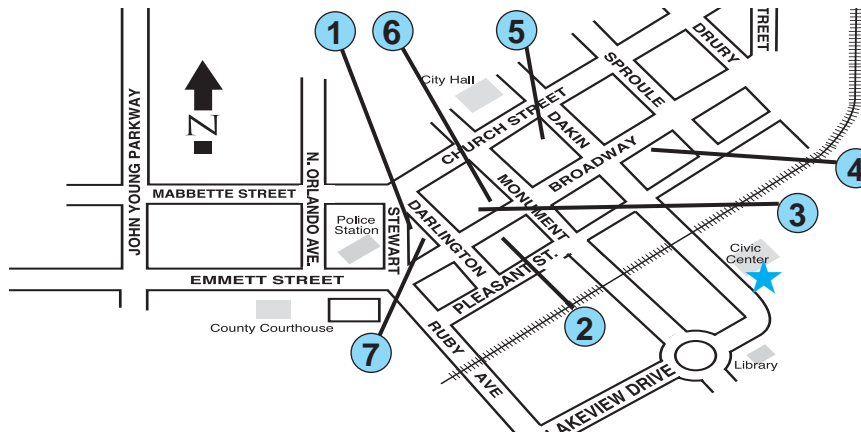 1
6
5
TREET
DRURY
City Hall
SPROULE
CHURCH STREET
DAKIN
JOHN YOUNG PARKWAY
N
N. ORLANDO AVE.
BROADWAY
4
MABBETTE STREET
MONUMENT
3
Police
Station
STEWART
DARLINGTON
Civic
Center
EMMETT STREET
PLEASANT ST.
County Courthouse
2
7
RUBY AVE
Library
LAKEVIEW DRIVE